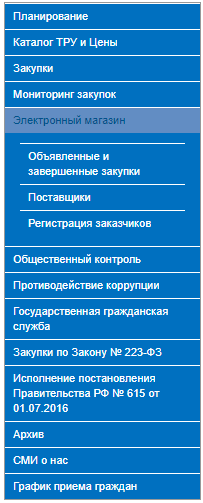 Планирование
Каталог ТРУ и Цены
Закупки
Мониторинг закупок
Электронный магазин
Объявленные и
завершенные закупки
Поставщики
Регистрация заказчиков
Общественный контроль
Противодействие коррупции
Государственная гражданская
служба
Закупки по Закону № 223-ФЗ
Исполнение постановления
Правительства РФ № 615 от
01.07.2016
Архив
СМИ о нас
График приема граждан